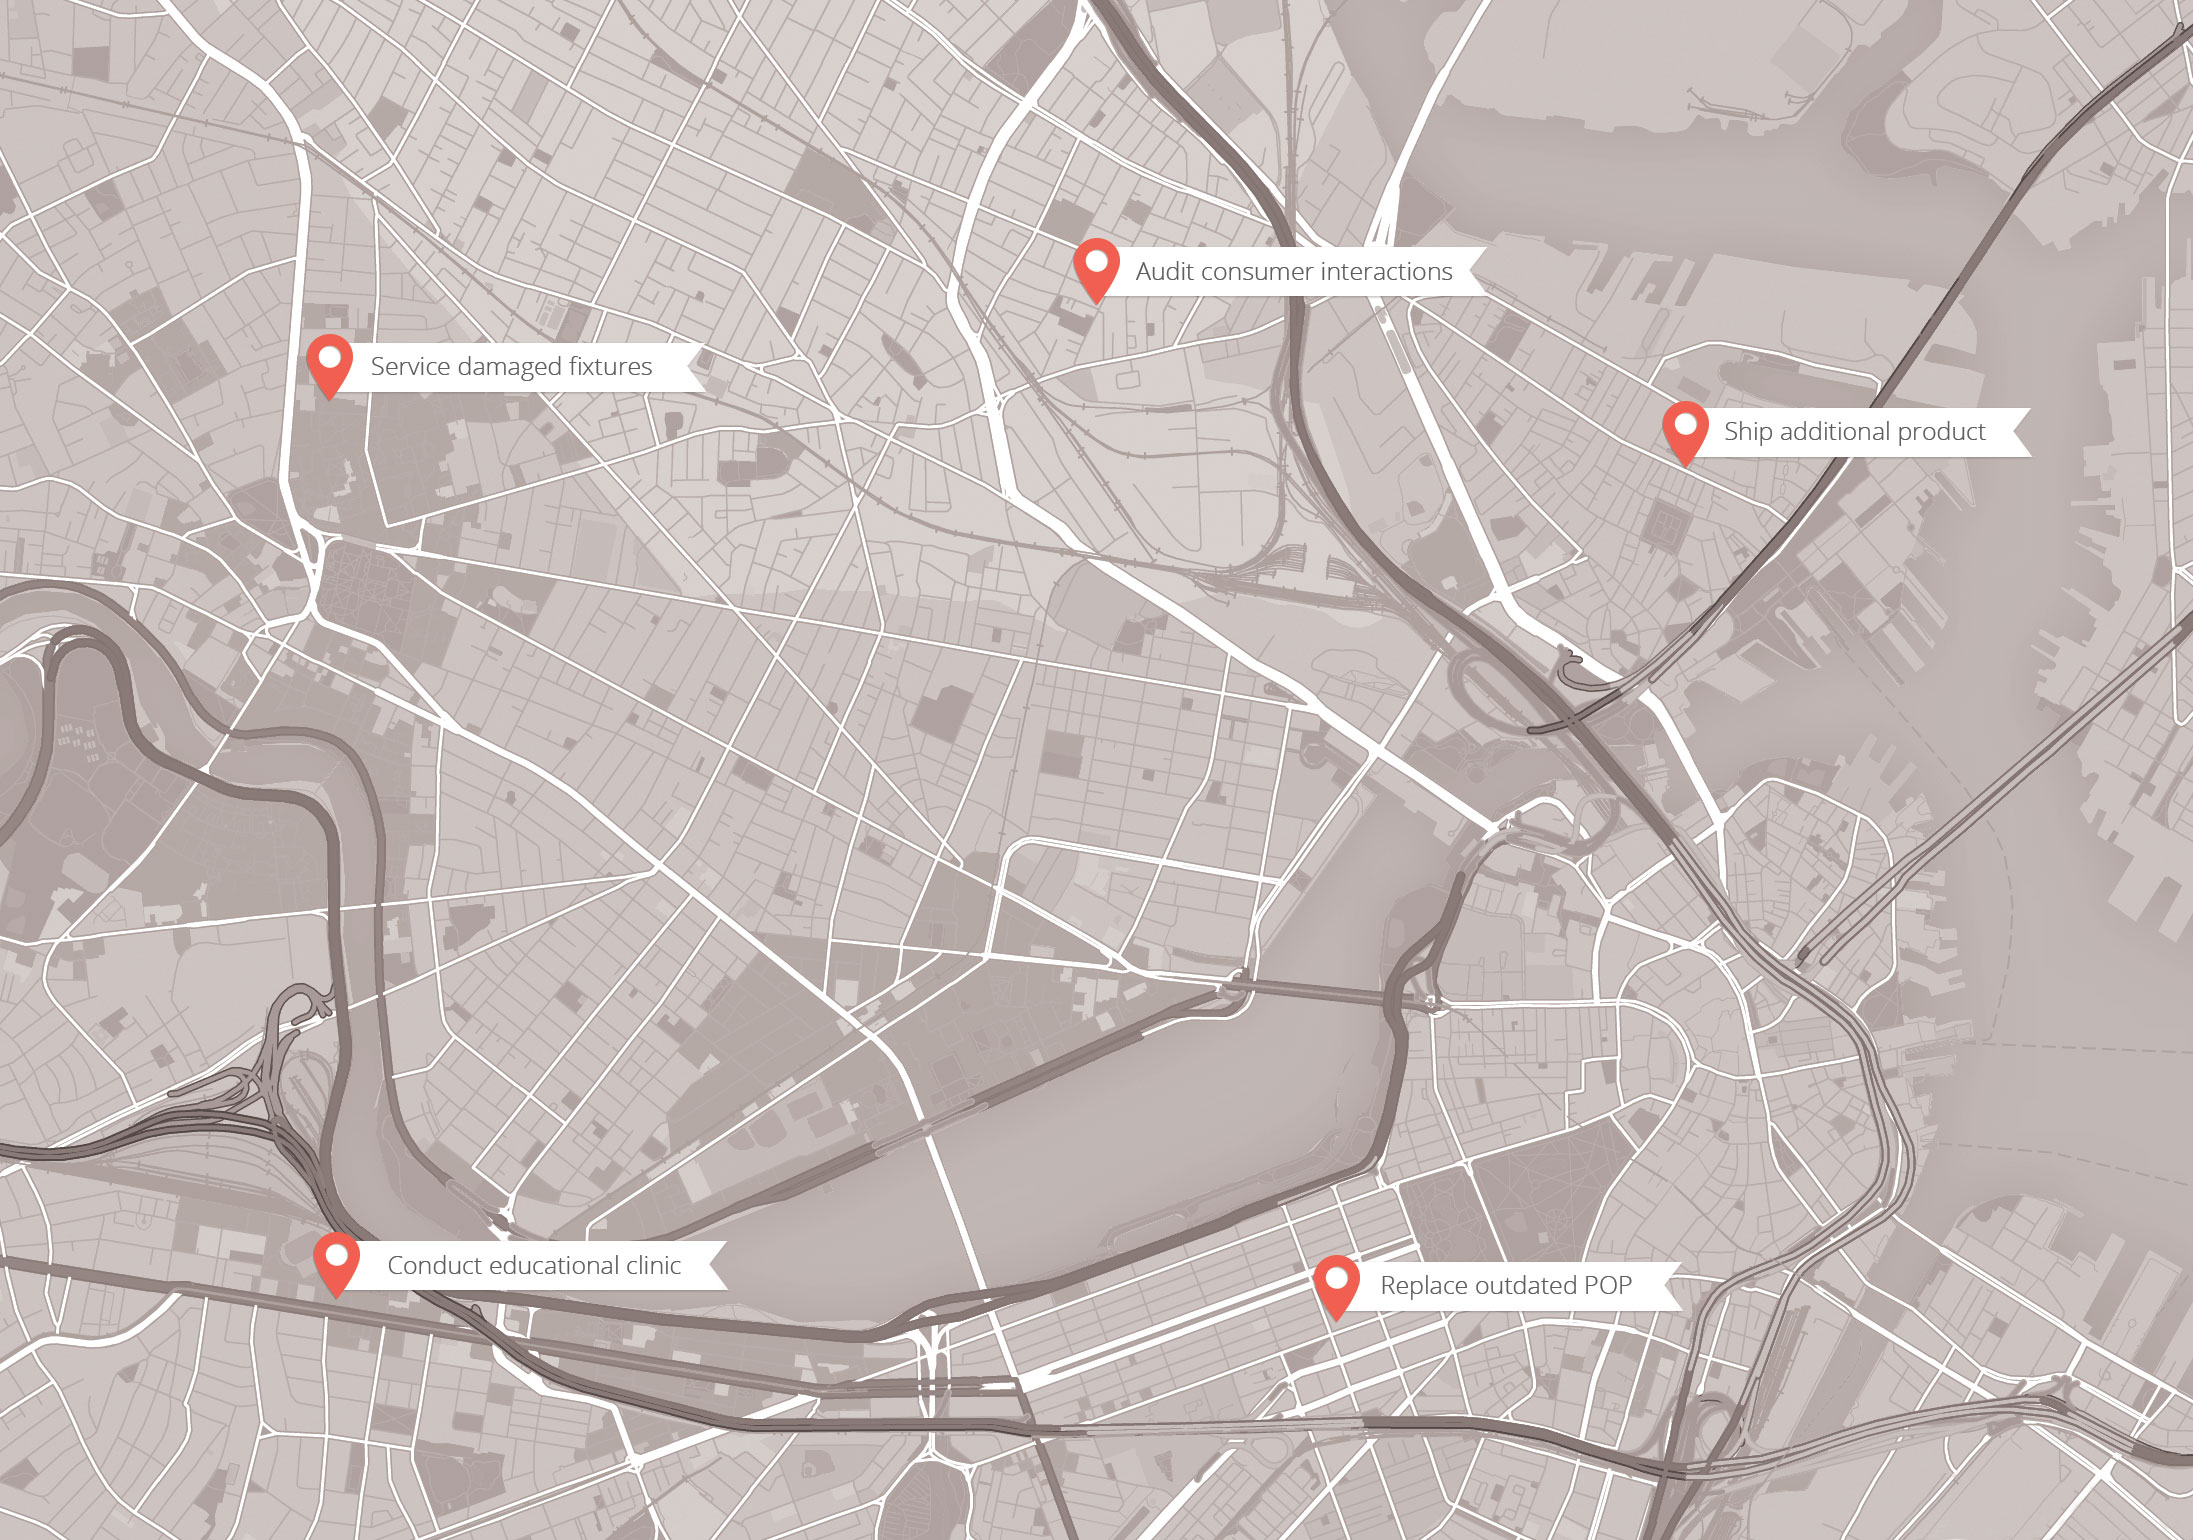 Audit consumer interactions
Service damaged fixtures
Ship additional product
Conduct educational clinic
Replace outdated POP